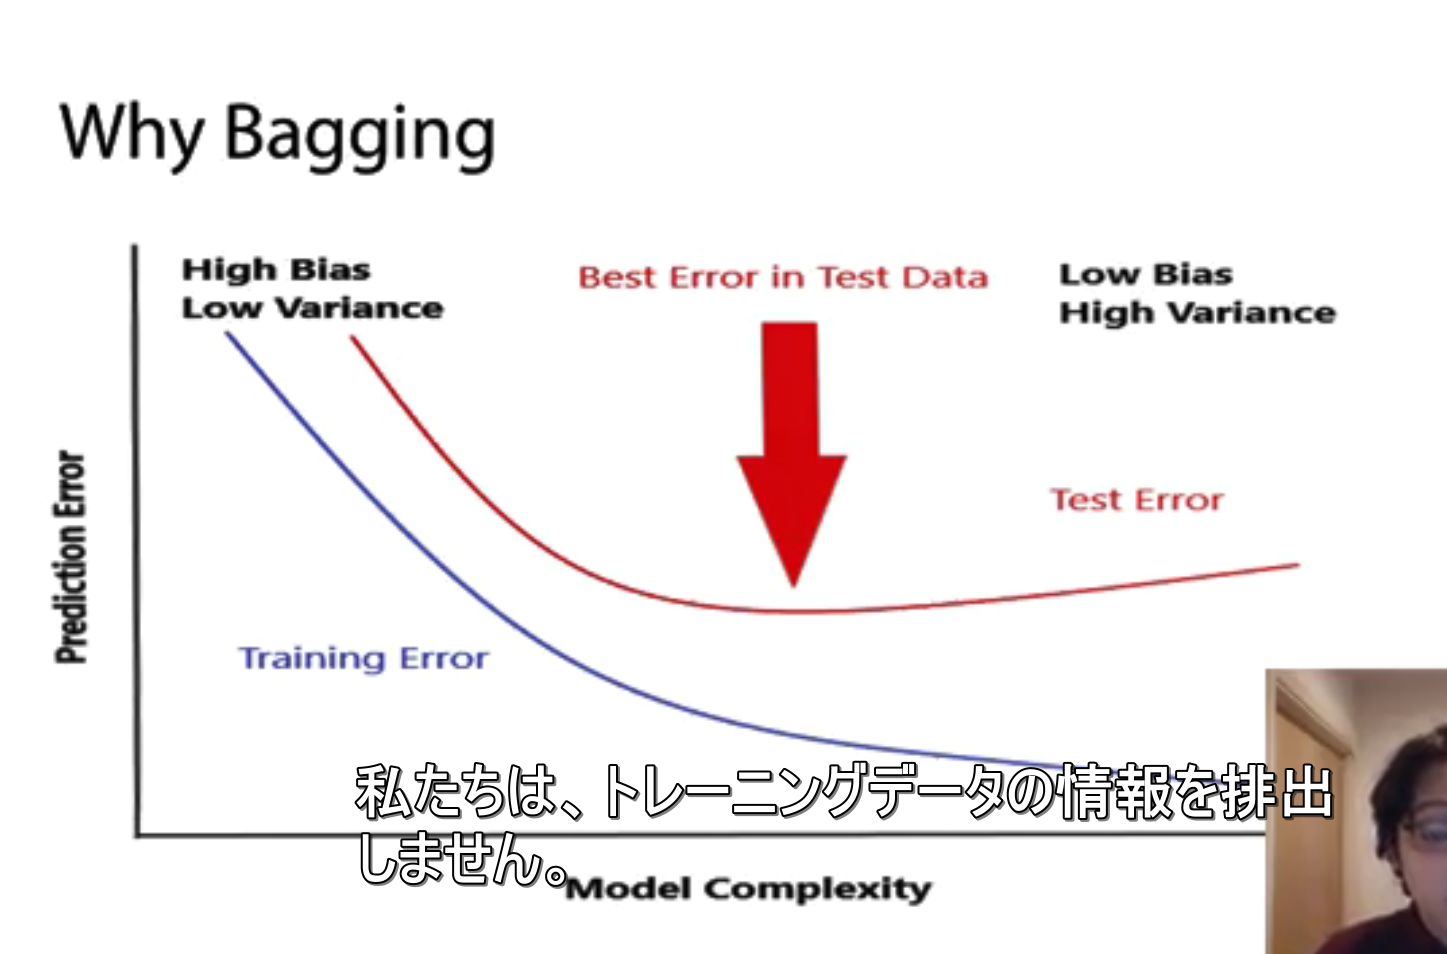 Why Bagging
High Bias
Low Variance
Best Error in Test Data
Low Bias
High Variance
Prediction Error
Test Error
Training Error
私たちは、トレーニングデータの情報を排出
しません。
Model Complexity